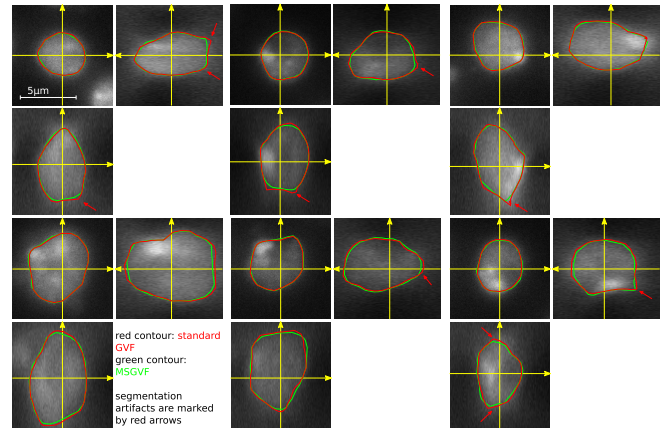 5µm
red contour: standard
GVF
green contour:
MSGVF
segmentation
artifacts are marked
by red arrows